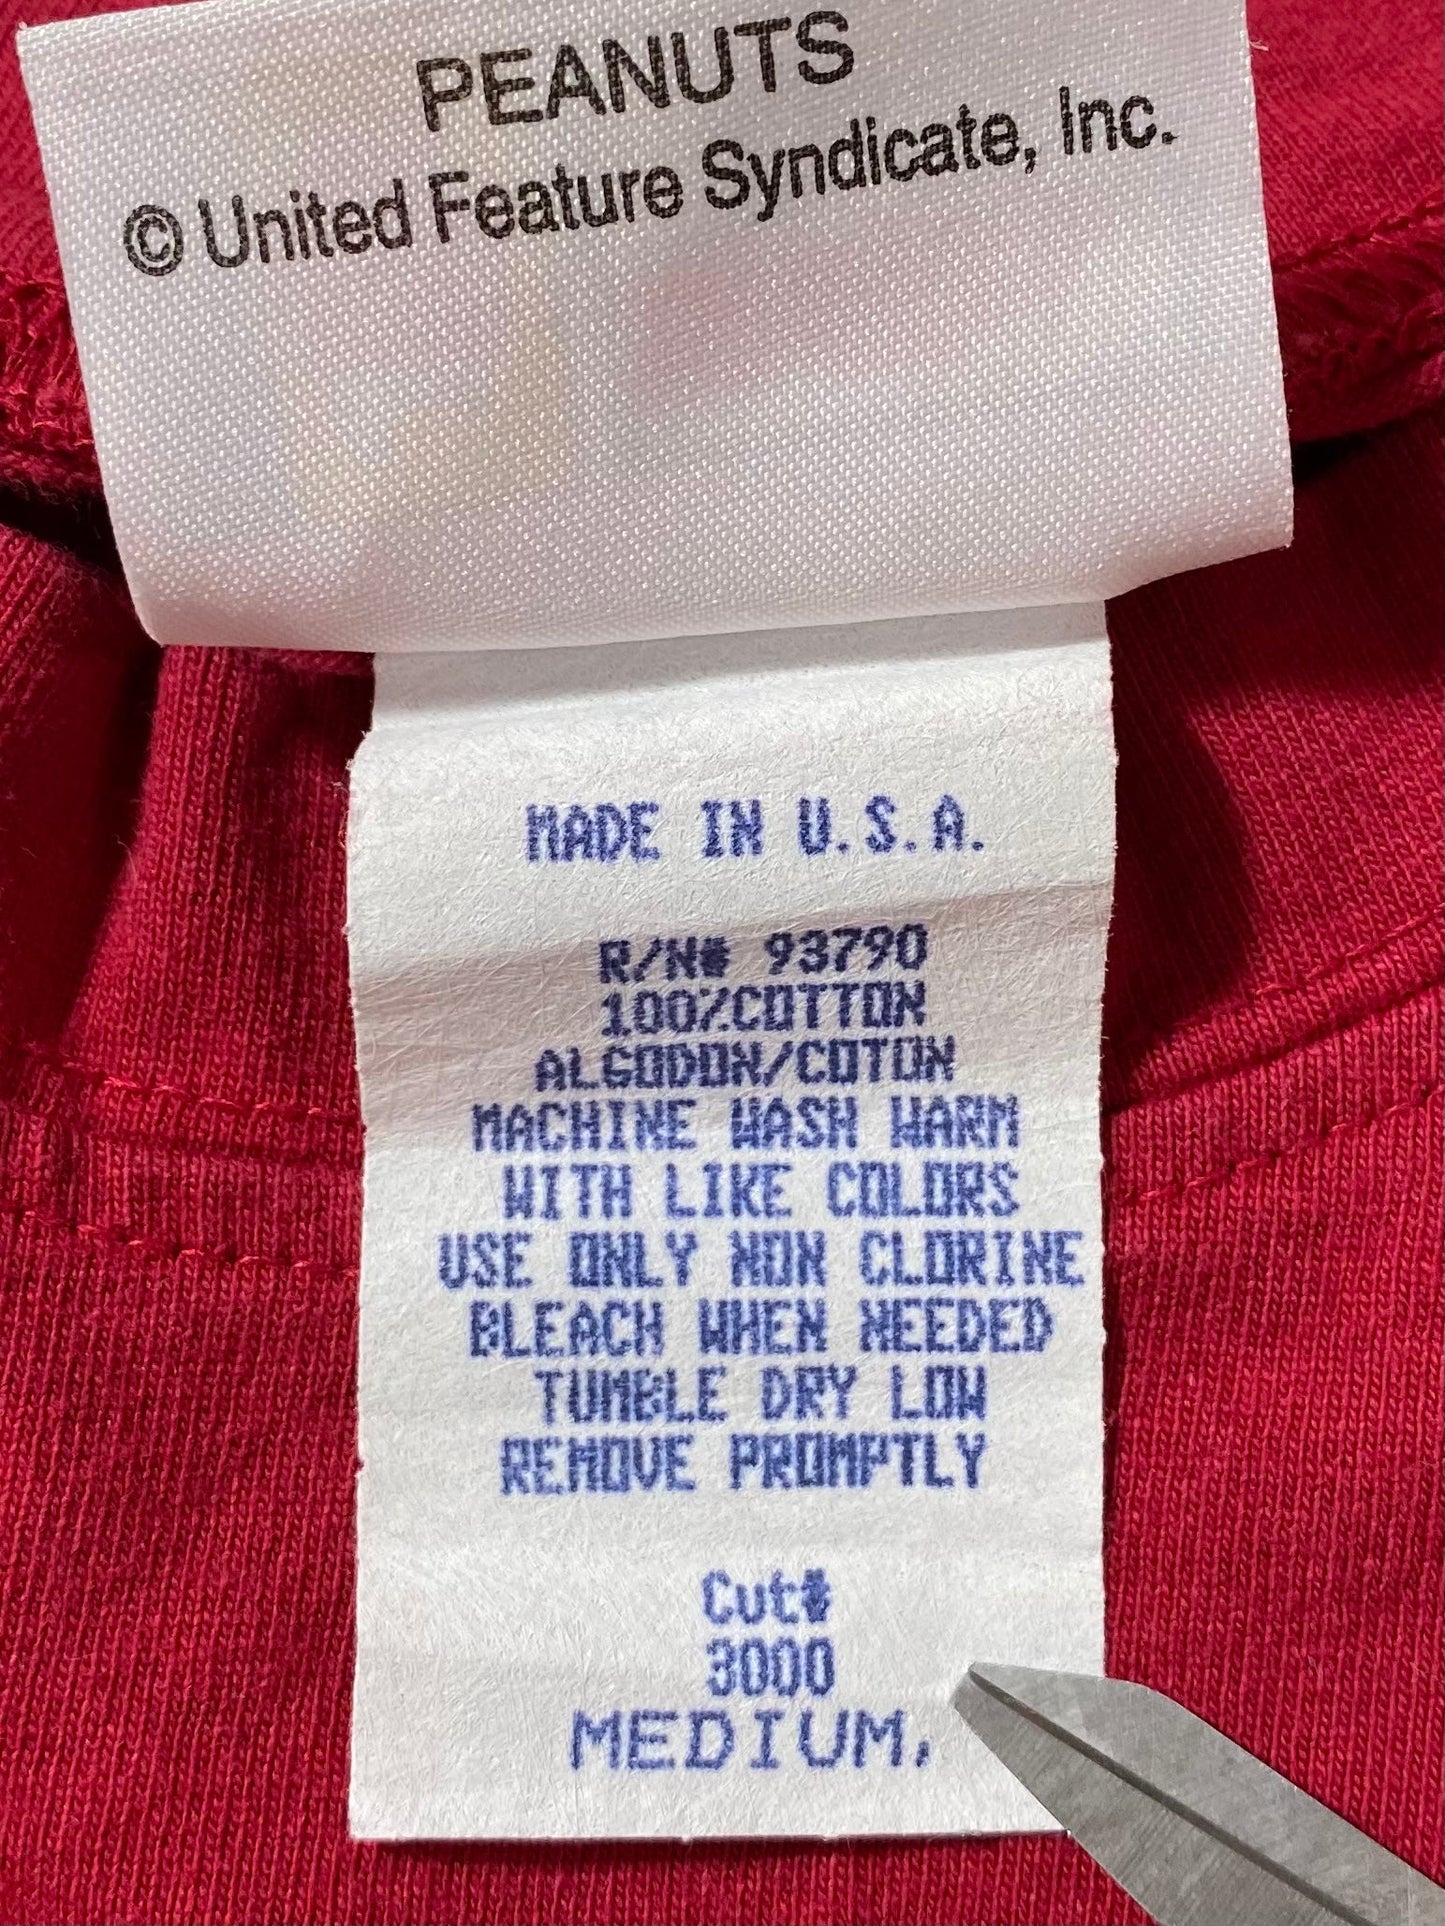 PEANUTS
© United Feature Syndicate, Inc.
MADE IN U.S.A.
R/N# 93790
100%COTTON
ALGODON/COTON
MACHINE WASH WARM
WITH LIKE COLORS
USE ONLY NON CLORINE
BLEACH WHEN NEEDED
TUMBLE DRY LOW
REMOVE PROMPTLY
Cut#
3000
MEDIUM,